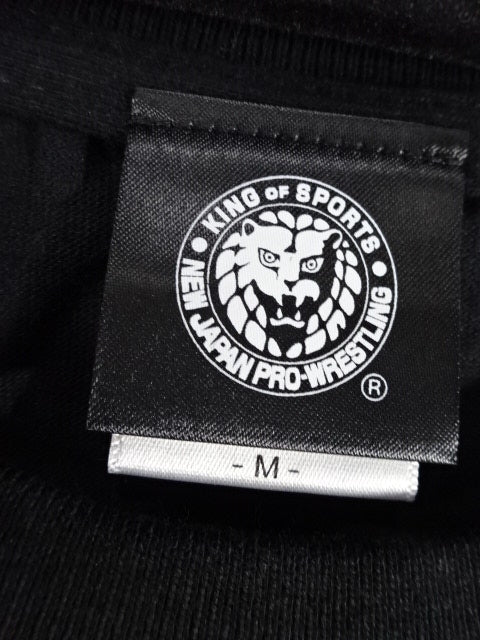 KING OF SPORTS
NEW JAPAN PRO-WRESTLING
®
- M -